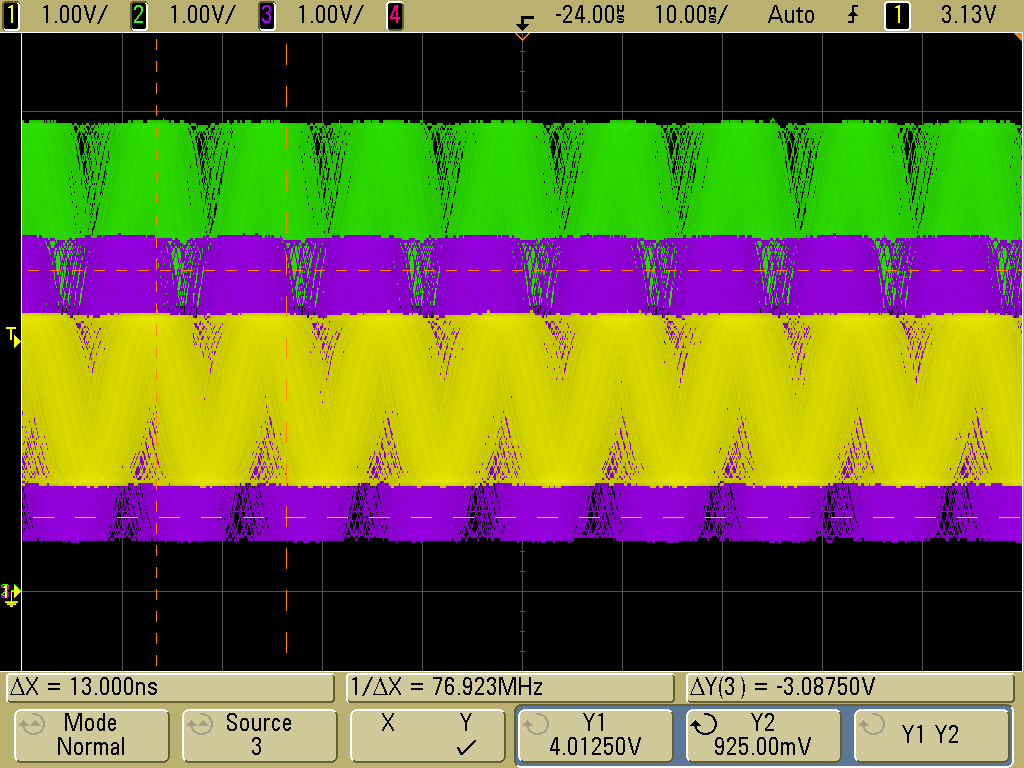 1 1.00V/ 2 1.00V/ 3 1.00V/ 4 -24.00ns 10.00ns/ Auto 1 3.13V
T
ΔX = 13.000ns 1/ΔX = 76.923MHz ΔY(3) = -3.08750V
Mode Source X Y Y1 Y2 Y1 Y2
Normal 3 4.01250V 925.00mV